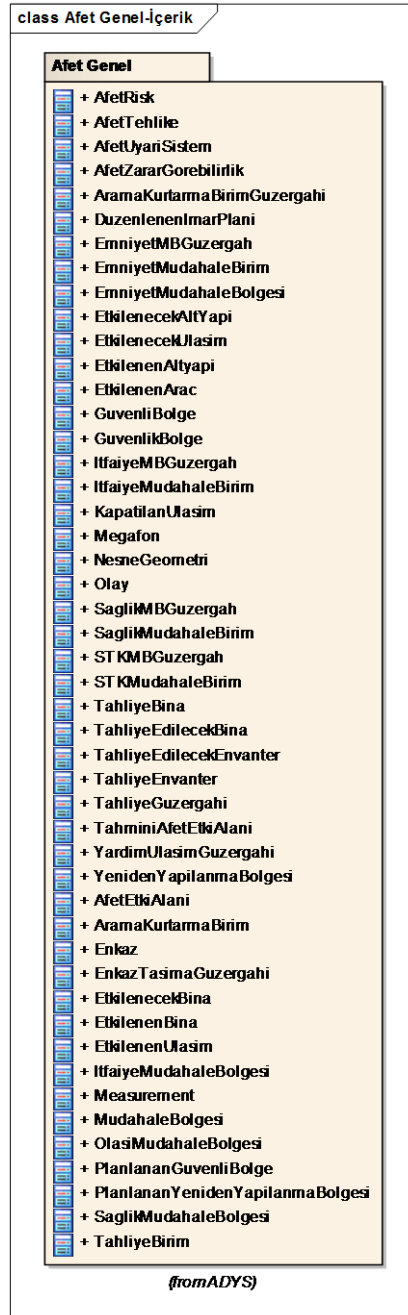 class Afet Genel-İçerik
Afet Genel
+ AfetRisk
+ AfetTehlike
+ AfetUyariSistem
+ AfetZararGorebilirlik
+ AramaKurtarmaBirimGuzergahi
+ DuzenlenenImarPlani
+ EmniyetMBGuzergah
+ EmniyetMudahaleBirim
+ EmniyetMudahaleBolgesi
+ EtkilenecekAltYapi
+ EtkilenecekUlasim
+ EtkilenenAltyapi
+ EtkilenenArac
+ GuvenliBolge
+ GuvenlikBolge
+ ItfaiyeMBGuzergah
+ ItfaiyeMudahaleBirim
+ KapatilanUlasim
+ Megafon
+ NesneGeometri
+ Olay
+ SaglikMBGuzergah
+ SaglikMudahaleBirim
+ STKMBGuzergah
+ STKMudahaleBirim
+ TahliyeBina
+ TahliyeEdilecekBina
+ TahliyeEdilecekEnvanter
+ TahliyeEnvanter
+ TahliyeGuzergahi
+ TahminiAfetEtkiAlani
+ YardimUlasimGuzergahi
+ YenidenYapilanmaBolgesi
+ AfetEtkiAlani
+ AramaKurtarmaBirim
+ Enkaz
+ EnkazTasimaGuzergahi
+ EtkilenecekBina
+ EtkilenenBina
+ EtkilenenUlasim
+ ItfaiyeMudahaleBolgesi
+ Measurement
+ MudahaleBolgesi
+ OlasiMudahaleBolgesi
+ PlanlananGuvenliBolge
+ PlanlananYenidenYapilanmaBolgesi
+ SaglikMudahaleBolgesi
+ TahliyeBirim
(from ADYS)